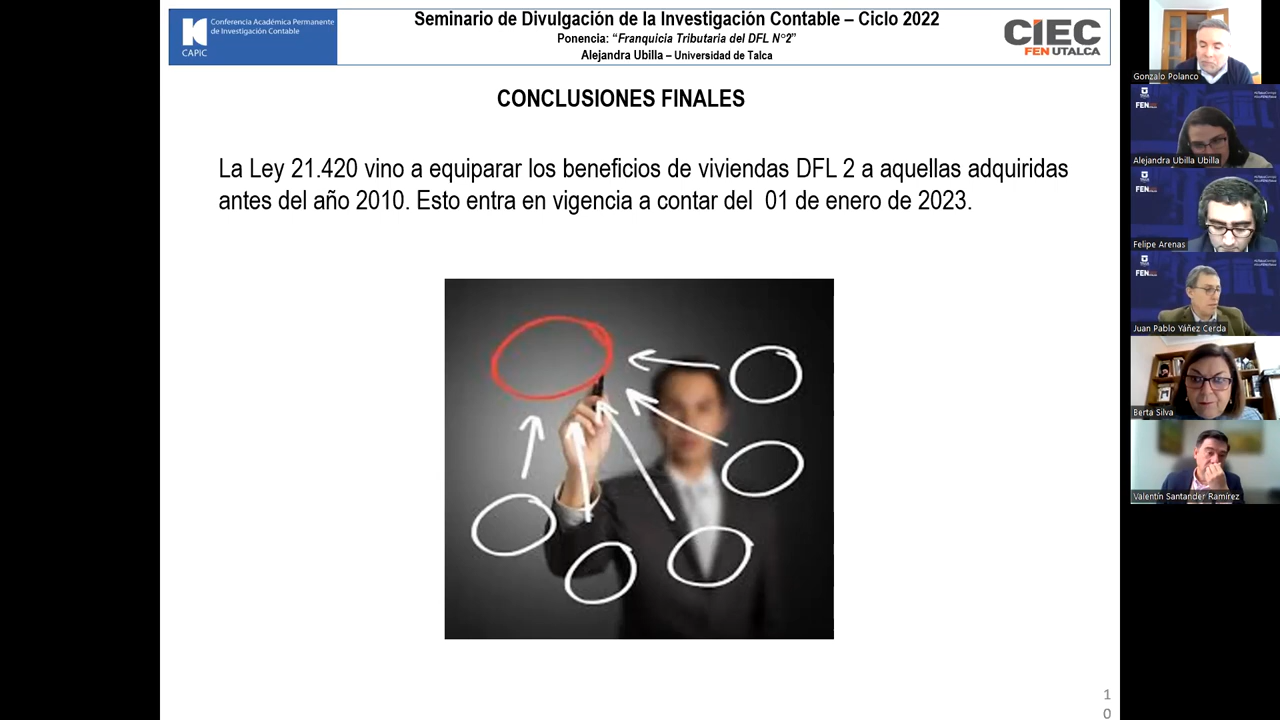 Conferencia Académica Permanente
de Investigación Contable
CAPIC
Seminario de Divulgación de la Investigación Contable – Ciclo 2022
Ponencia: “Franquicia Tributaria del DFL N°2”
Alejandra Ubilla – Universidad de Talca
CIEC
FEN UTALCA
CONCLUSIONES FINALES
La Ley 21.420 vino a equiparar los beneficios de viviendas DFL 2 a aquellas adquiridas
antes del año 2010. Esto entra en vigencia a contar del 01 de enero de 2023.
1
0
Gonzalo Polanco
FEN
Alejandra Ubilla Ubilla
FEN
Felipe Arenas
FEN
Juan Pablo Yáñez Cerda
Berta Silva
Valentín Santander Ramírez